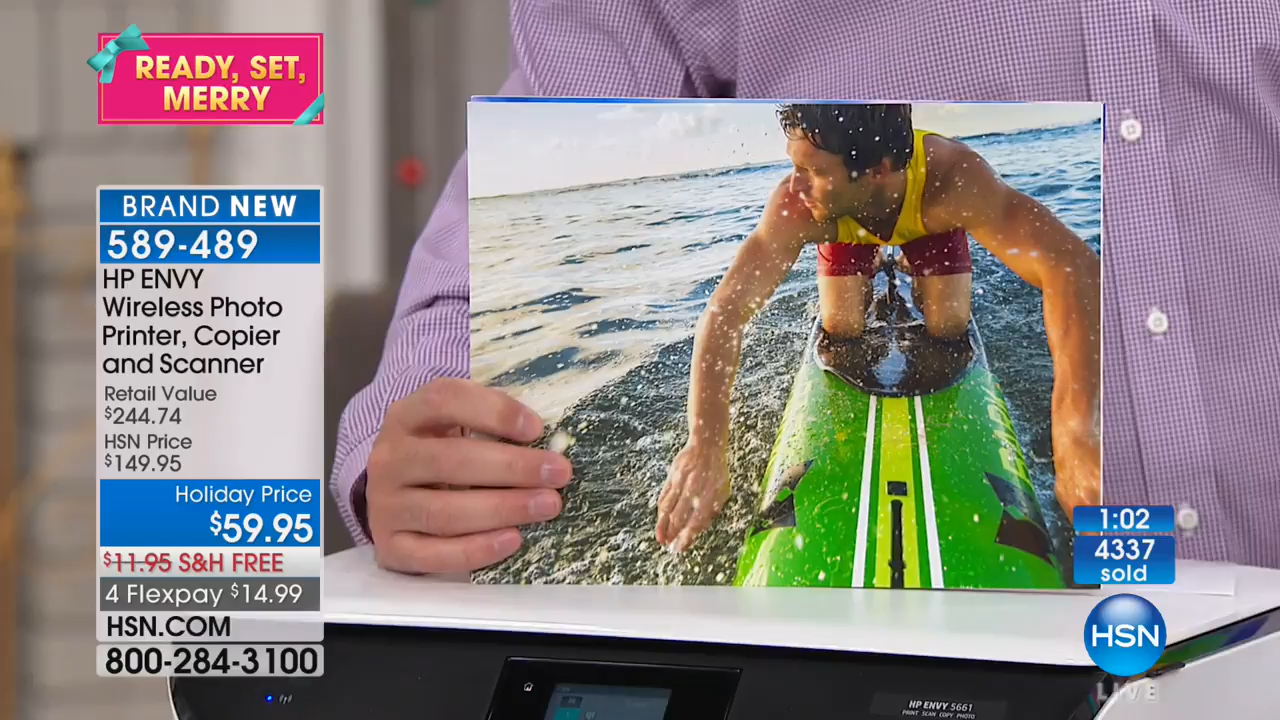 READY, SET,
MERRY
BRAND NEW
589-489
HP ENVY
Wireless Photo
Printer, Copier
and Scanner
Retail Value
$244.74
HSN Price
$149.95
Holiday Price
$59.95
$11.95 S&H FREE
4 Flexpay $14.99
HSN.COM
800-284-3100
1:02
4337
sold
HSN
LIVE
HP ENVY 5661
PRINT SCAN COPY PHOTO